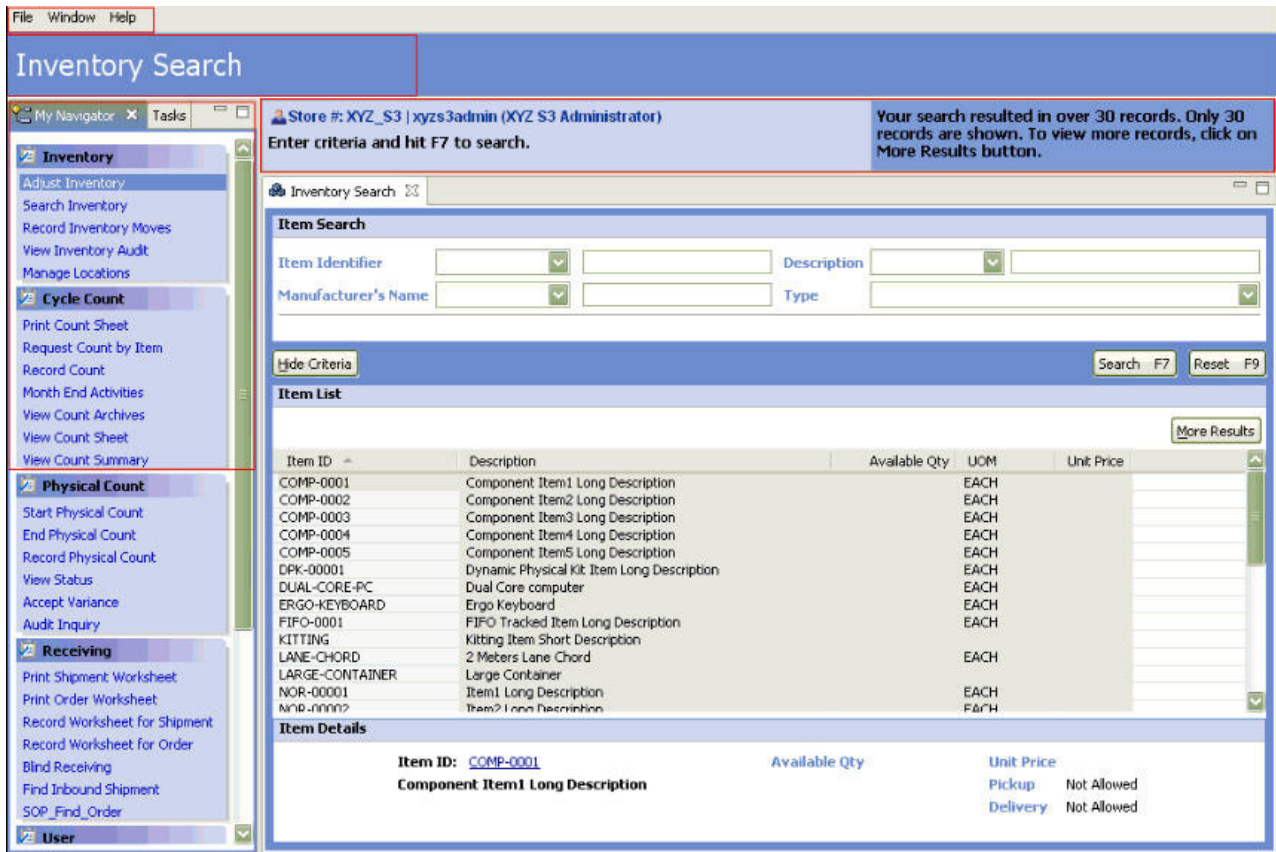 File Window Help
Inventory Search
My Navigator Tasks
Inventory
Adjust Inventory
Search Inventory
Record Inventory Moves
View Inventory Audit
Manage Locations
Cycle Count
Print Count Sheet
Request Count by Item
Record Count
Month End Activities
View Count Archives
View Count Sheet
View Count Summary
Physical Count
Start Physical Count
End Physical Count
Record Physical Count
View Status
Accept Variance
Audit Inquiry
Receiving
Print Shipment Worksheet
Print Order Worksheet
Record Worksheet for Shipment
Record Worksheet for Order
Blind Receiving
Find Inbound Shipment
SOP_Find_Order
User
Store #: XYZ_S3 | xyzs3admin (XYZ S3 Administrator)
Enter criteria and hit F7 to search.
Your search resulted in over 30 records. Only 30
records are shown. To view more records, click on
More Results button.
Inventory Search
Item Search
Item Identifier Description
Manufacturer's Name Type
Hide Criteria Search F7 Reset F9
Item List
More Results
Item ID Description Available Qty UOM Unit Price
COMP-0001 Component Item1 Long Description EACH
COMP-0002 Component Item2 Long Description EACH
COMP-0003 Component Item3 Long Description EACH
COMP-0004 Component Item4 Long Description EACH
COMP-0005 Component Item5 Long Description EACH
DPK-00001 Dynamic Physical Kit Item Long Description EACH
DUAL-CORE-PC Dual Core computer EACH
ERGO-KEYBOARD Ergo Keyboard EACH
FIFO-0001 FIFO Tracked Item Long Description EACH
KITTING Kitting Item Short Description
LANE-CHORD 2 Meters Lane Chord EACH
LARGE-CONTAINER Large Container
NOR-00001 Item1 Long Description EACH
NOR-00002 Item2 Long Description EACH
Item Details
Item ID: COMP-0001 Available Qty Unit Price
Component Item1 Long Description Pickup Not Allowed
Delivery Not Allowed